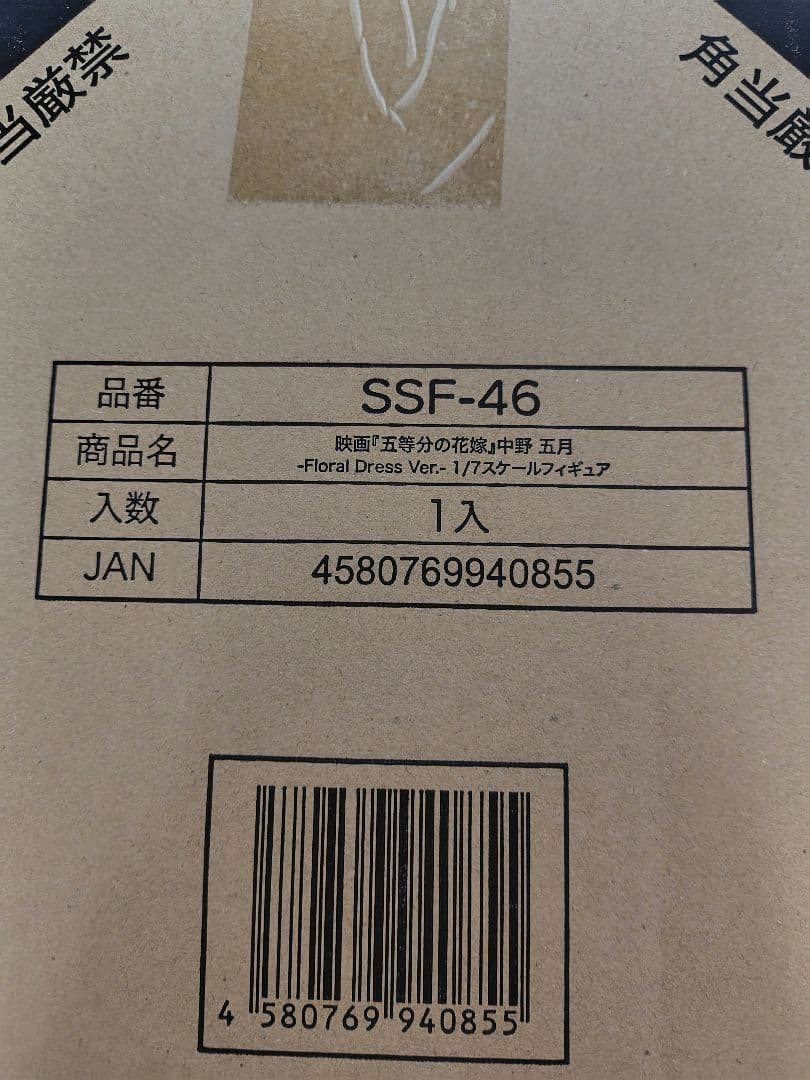 当厳禁
角当厳
品番 SSF-46
商品名 映画『五等分の花嫁』中野 五月
-Floral Dress Ver.- 1/7スケールフィギュア
入数 1入
JAN 4580769940855
4 580769 940855